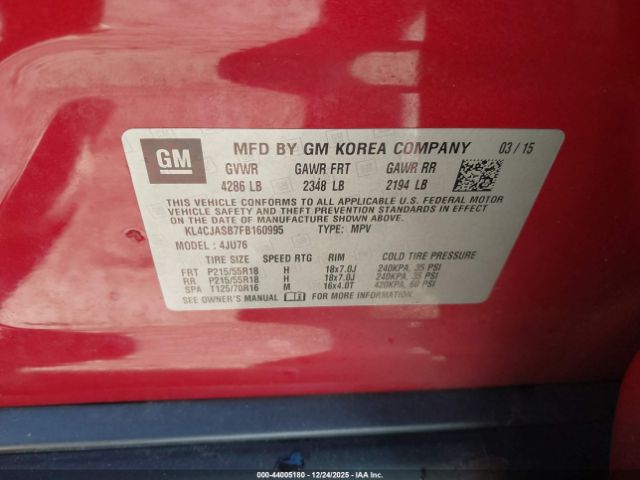 GM
MFD BY GM KOREA COMPANY 03/15
GVWR GAWR FRT GAWR RR
4286 LB 2348 LB 2194 LB
THIS VEHICLE CONFORMS TO ALL APPLICABLE U.S. FEDERAL MOTOR
VEHICLE SAFETY, BUMPER, AND THEFT PREVENTION STANDARDS IN EFFECT
ON THE DATE OF MANUFACTURE SHOWN ABOVE.
KL4CJASB7FB160995 TYPE: MPV
MODEL : 4JU76
TIRE SIZE SPEED RTG RIM COLD TIRE PRESSURE
FRT P215/55R18 H 18x7.0J 240KPA, 35 PSI
RR P215/55R18 H 18x7.0J 240KPA, 35 PSI
SPA T125/70R16 M 16x4.0T 420KPA, 60 PSI
SEE OWNER'S MANUAL FOR MORE INFORMATION.
000-44005180 - 12/24/2025 - IAAI.COM